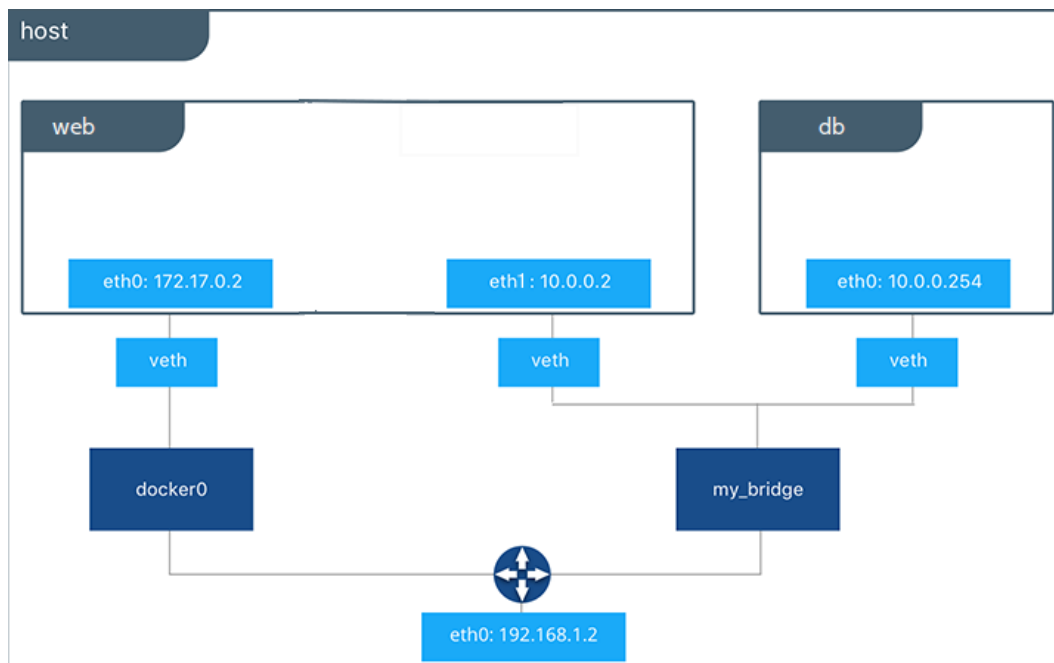 host
web
db
eth0: 172.17.0.2
eth1 : 10.0.0.2
eth0: 10.0.0.254
veth
veth
veth
docker0
my_bridge
eth0: 192.168.1.2